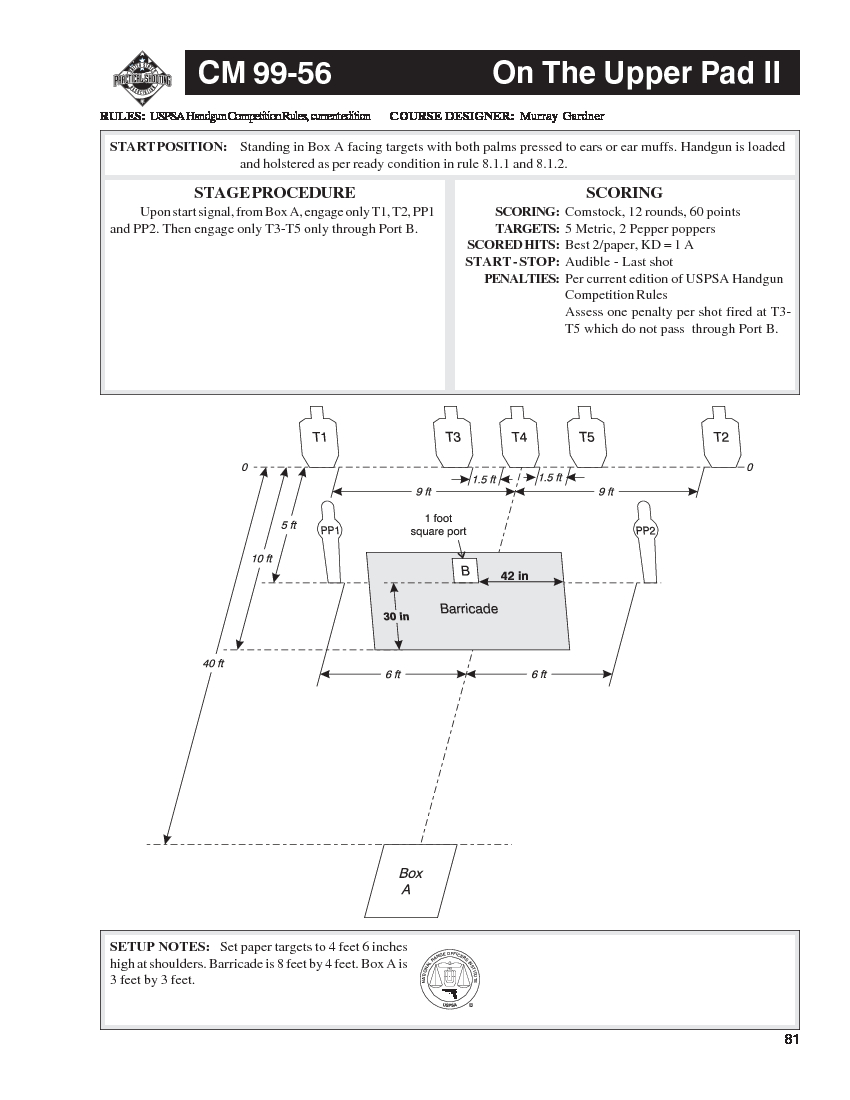 PRACTICAL SHOOTING
CM 99-56 On The Upper Pad II
RULES: USPSA Handgun Competition Rules, current edition COURSE DESIGNER: Murray Gardner
START POSITION: Standing in Box A facing targets with both palms pressed to ears or ear muffs. Handgun is loaded
and holstered as per ready condition in rule 8.1.1 and 8.1.2.
STAGE PROCEDURE
Upon start signal, from Box A, engage only T1, T2, PP1
and PP2. Then engage only T3-T5 only through Port B.
SCORING
SCORING: Comstock, 12 rounds, 60 points
TARGETS: 5 Metric, 2 Pepper poppers
SCORED HITS: Best 2/paper, KD = 1 A
START - STOP: Audible - Last shot
PENALTIES: Per current edition of USPSA Handgun
Competition Rules
Assess one penalty per shot fired at T3-
T5 which do not pass through Port B.
T1 T3 T4 T5 T2
0 0
1.5 ft 1.5 ft
9 ft 9 ft
5 ft
PP1
1 foot
square port
PP2
10 ft
B
42 in
30 in
Barricade
40 ft
6 ft 6 ft
Box
A
SETUP NOTES: Set paper targets to 4 feet 6 inches
high at shoulders. Barricade is 8 feet by 4 feet. Box A is
3 feet by 3 feet.
USPSA
81